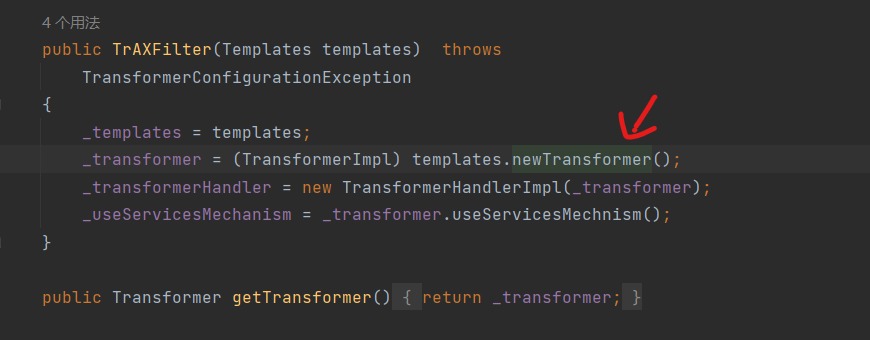 4 个用法
public TrAXFilter(Templates templates)  throws
    TransformerConfigurationException
{
    _templates = templates;
    _transformer = (TransformerImpl) templates.newTransformer();
    _transformerHandler = new TransformerHandlerImpl(_transformer);
    _useServicesMechanism = _transformer.useServicesMechnism();
}
public Transformer getTransformer() { return _transformer; }